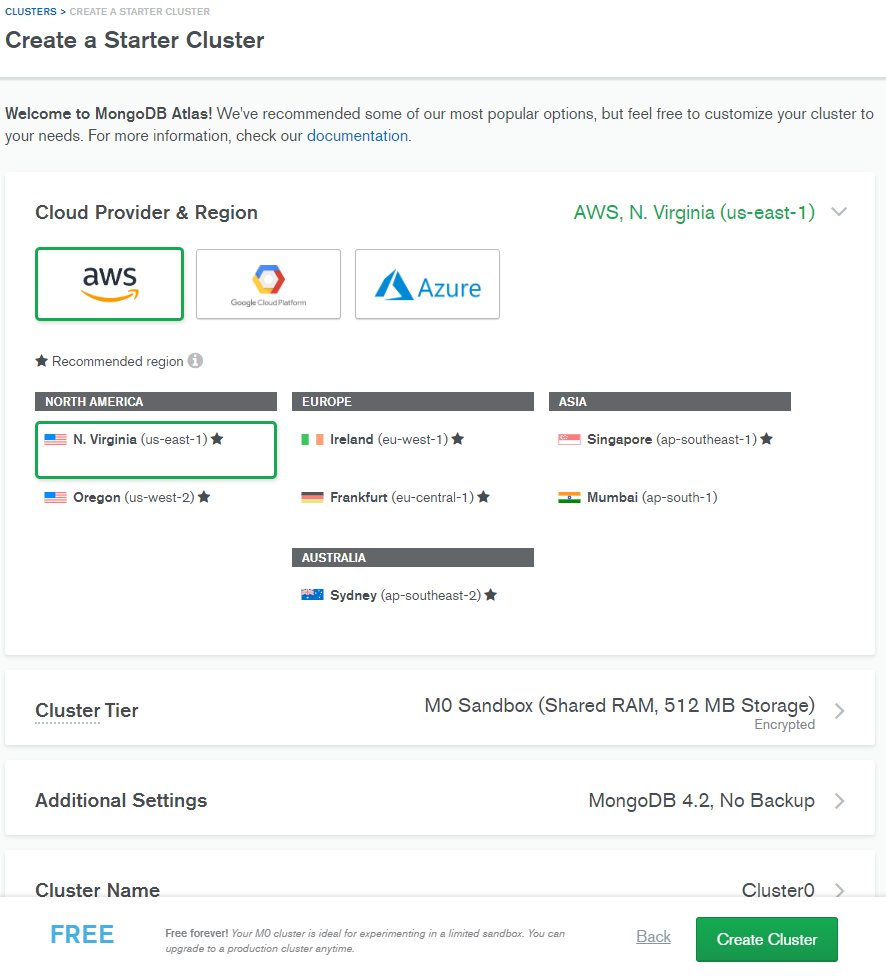 CLUSTERS > CREATE A STARTER CLUSTER
Create a Starter Cluster
Welcome to MongoDB Atlas! We've recommended some of our most popular options, but feel free to customize your cluster to
your needs. For more information, check our documentation.
Cloud Provider & Region
AWS, N. Virginia (us-east-1)
aws
Google Cloud Platform
Azure
Recommended region
NORTH AMERICA
EUROPE
ASIA
N. Virginia (us-east-1)
Ireland (eu-west-1)
Singapore (ap-southeast-1)
Oregon (us-west-2)
Frankfurt (eu-central-1)
Mumbai (ap-south-1)
AUSTRALIA
Sydney (ap-southeast-2)
Cluster Tier
M0 Sandbox (Shared RAM, 512 MB Storage)
Encrypted
Additional Settings
MongoDB 4.2, No Backup
Cluster Name
Cluster0
FREE
Free forever! Your M0 cluster is ideal for experimenting in a limited sandbox. You can
upgrade to a production cluster anytime.
Back
Create Cluster